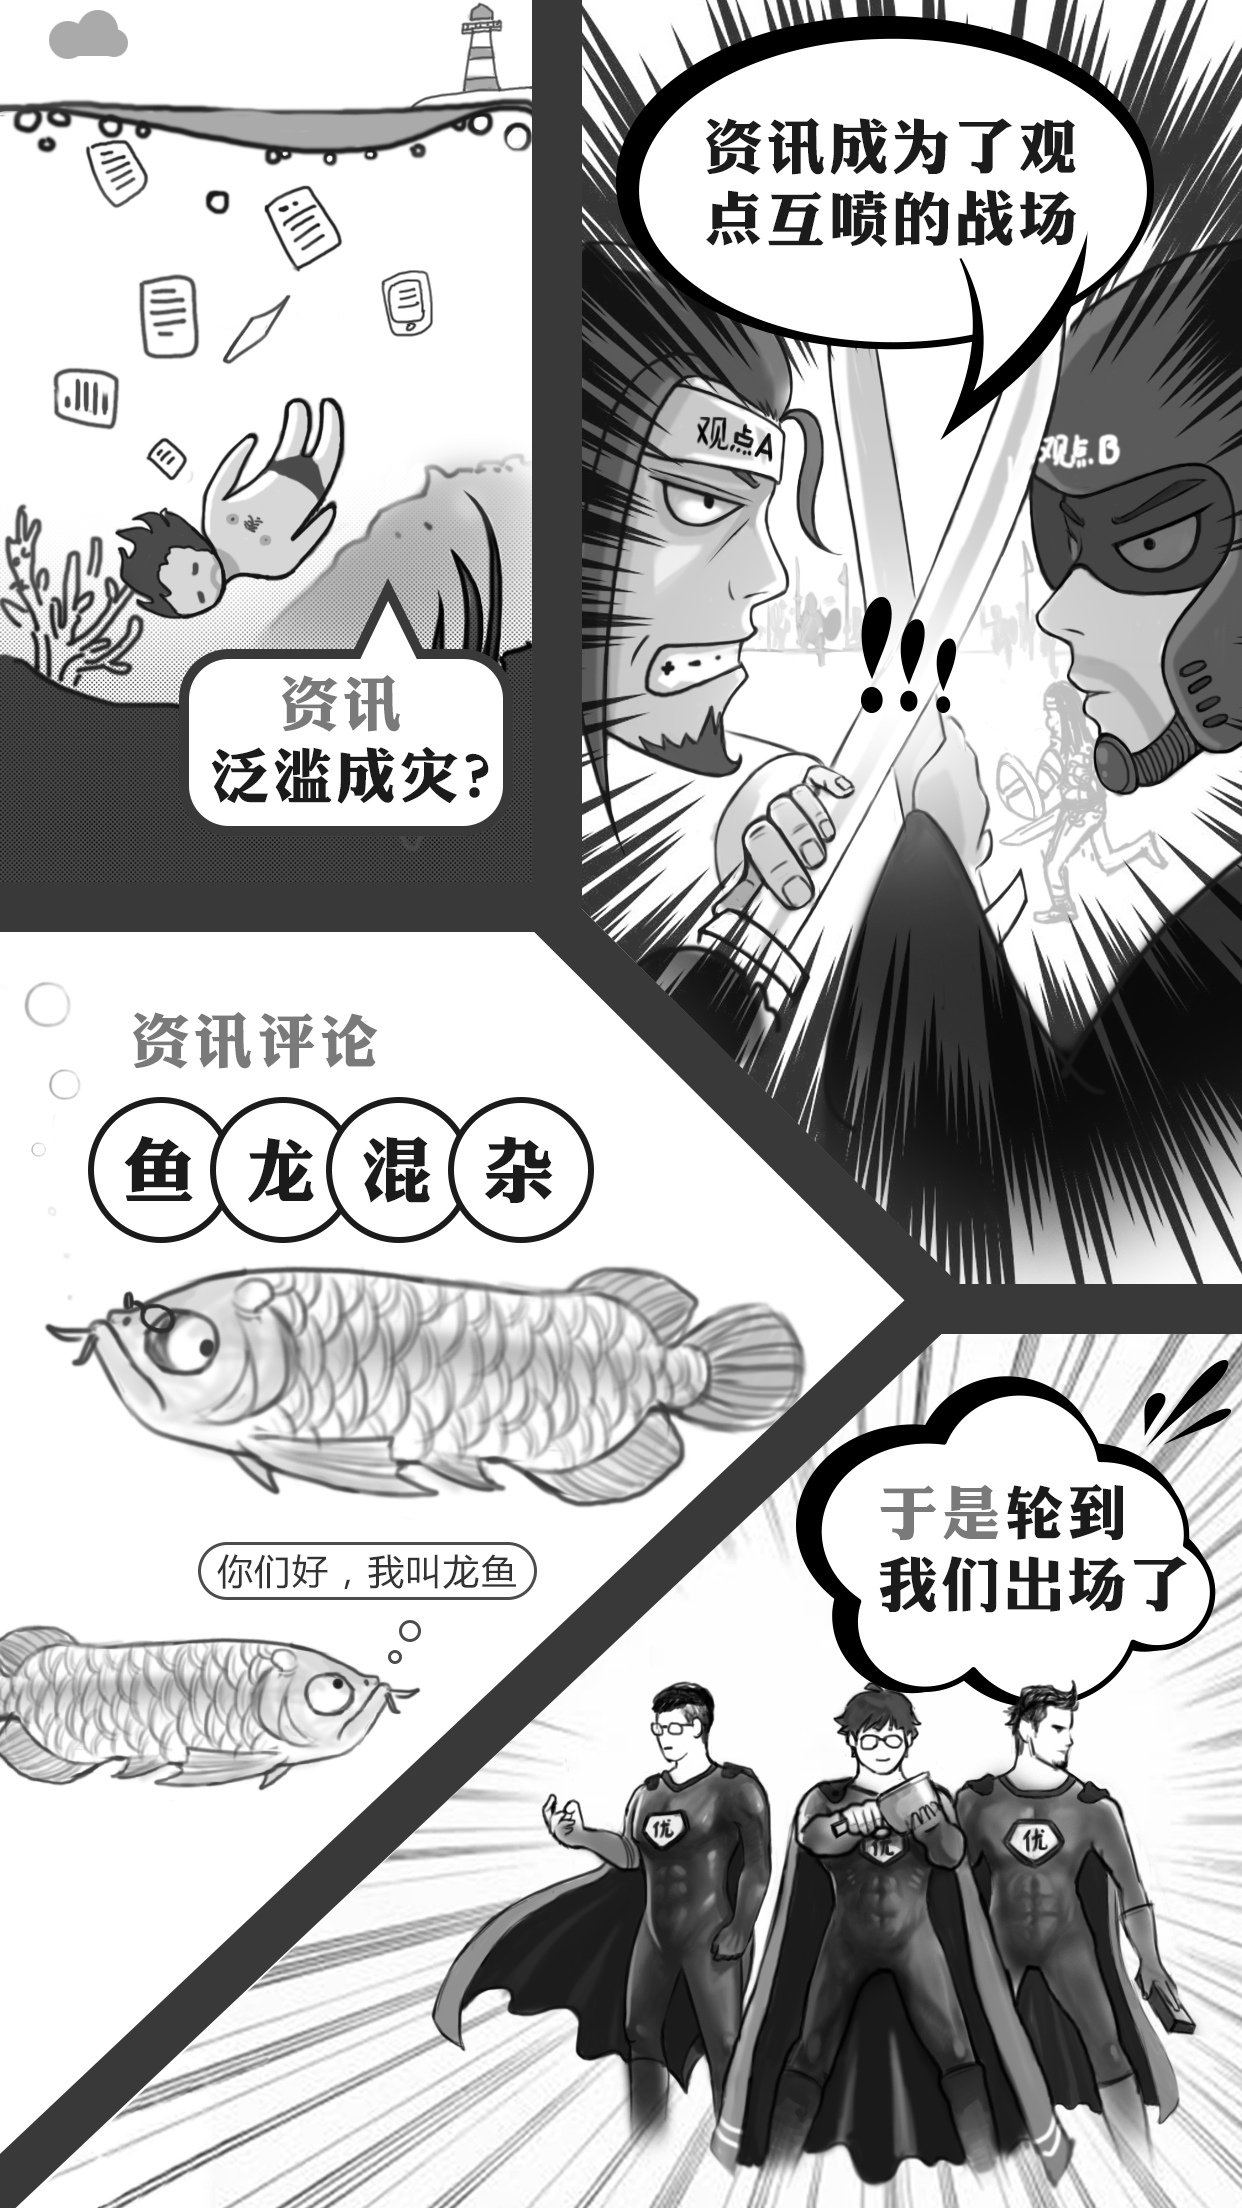 资讯
泛滥成灾?
资讯成为了观
点互喷的战场
观点A
观点.B
资讯评论
鱼龙混杂
你们好，我叫龙鱼
于是轮到
我们出场了
优
优
优